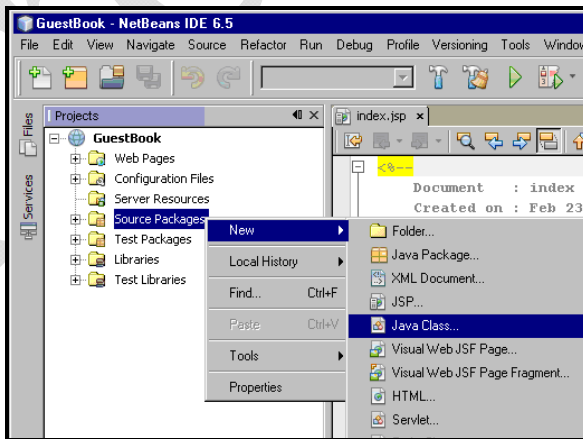 GuestBook - NetBeans IDE 6.5
File Edit View Navigate Source Refactor Run Debug Profile Versioning Tools Window
Files
Services
Projects
GuestBook
Web Pages
Configuration Files
Server Resources
Source Packages
Test Packages
Libraries
Test Libraries
index.jsp
<%--
Document : index
Created on : Feb 23
New
Local History
Find... Ctrl+F
Paste Ctrl+V
Tools
Properties
Folder...
Java Package...
XML Document...
JSP...
Java Class...
Visual Web JSF Page...
Visual Web JSF Page Fragment...
HTML...
Servlet...